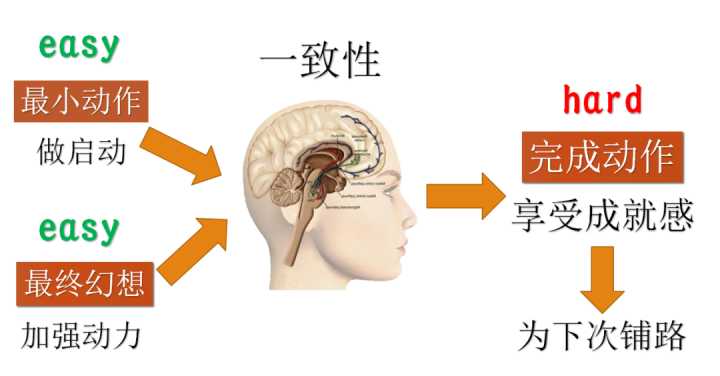 easy
最小动作
做启动
easy
最终幻想
加强动力
一致性
hard
完成动作
享受成就感
为下次铺路